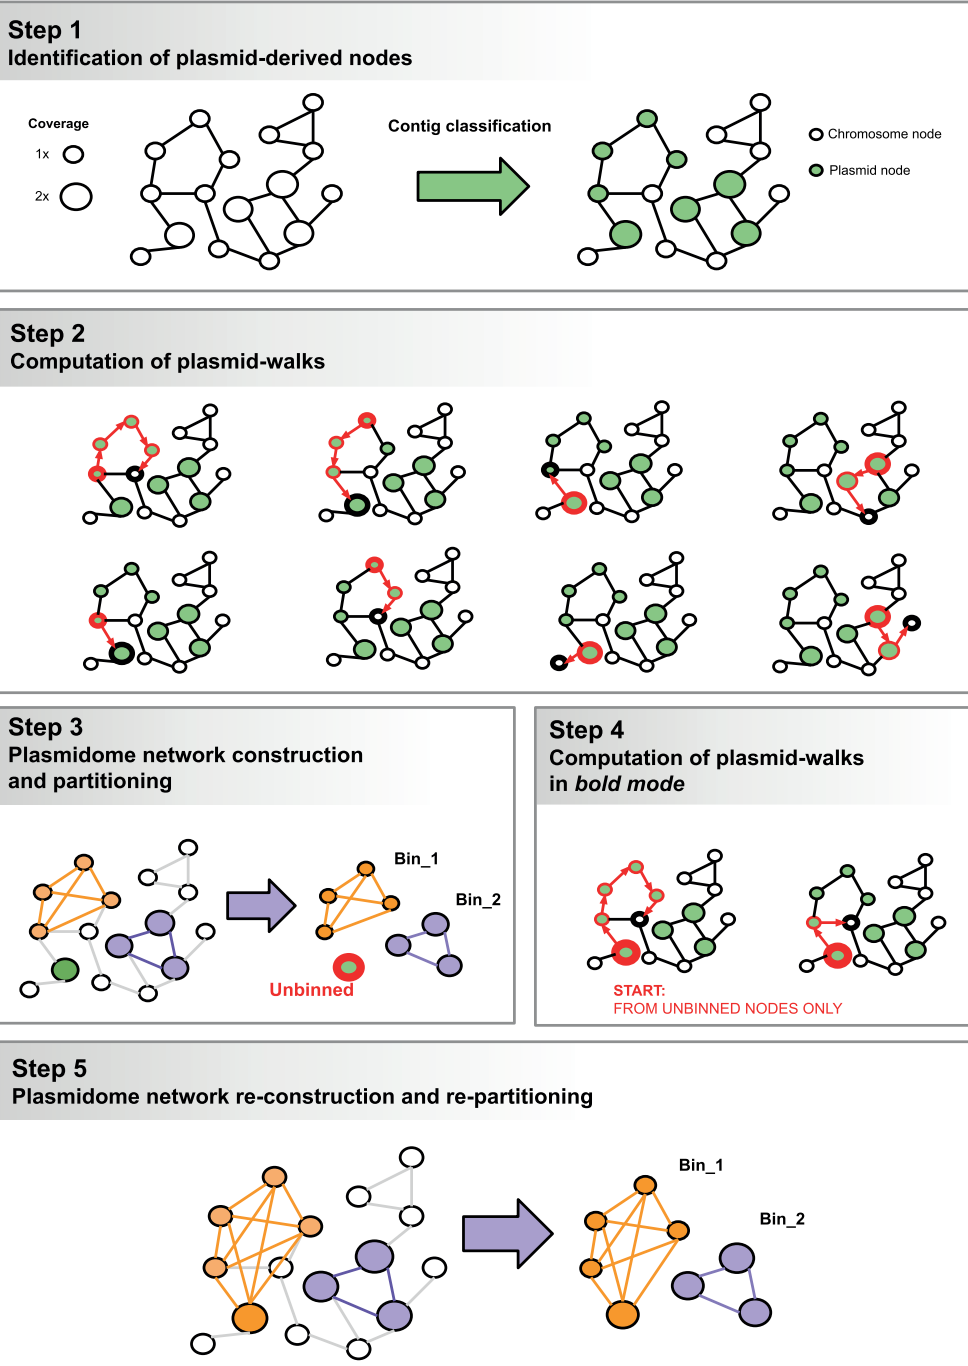 Step 1
Identification of plasmid-derived nodes
Coverage
1x
2x
Contig classification
Chromosome node
Plasmid node
Step 2
Computation of plasmid-walks
Step 3
Plasmidome network construction
and partitioning
Bin_1
Bin_2
Unbinned
Step 4
Computation of plasmid-walks
in bold mode
START:
FROM UNBINNED NODES ONLY
Step 5
Plasmidome network re-construction and re-partitioning
Bin_1
Bin_2